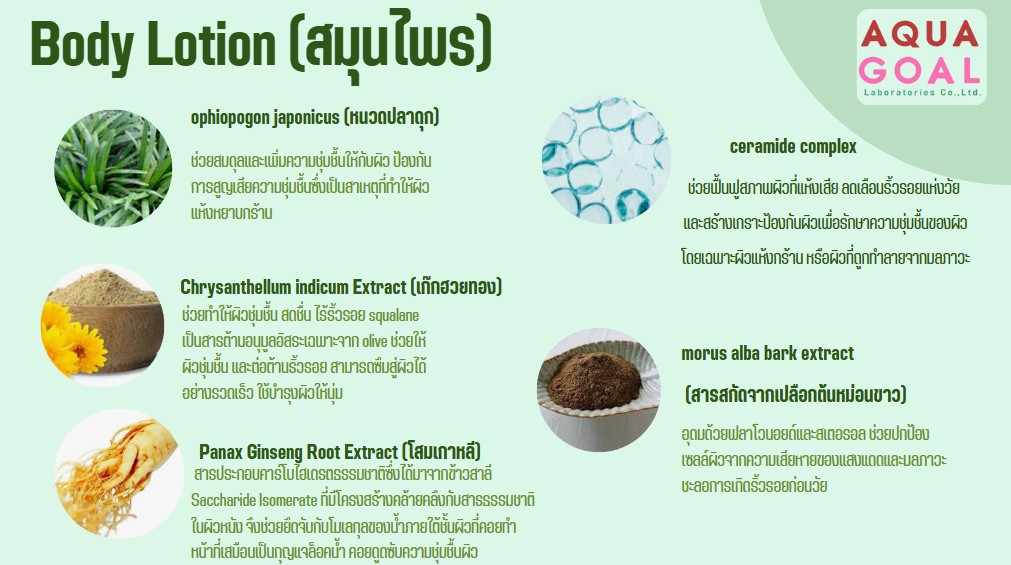 Body Lotion (สมุนไพร)
AQUA
GOAL
Laboratories Co.,Ltd.
ophiopogon japonicus (หนวดปลาดุก)
ช่วยสมดุลและเพิ่มความชุ่มชื้นให้กับผิว ป้องกัน
การสูญเสียความชุ่มชื้นซึ่งเป็นสาเหตุที่ทำให้ผิว
แห้งหยาบกร้าน
Chrysanthellum indicum Extract (เก๊กฮวยทอง)
ช่วยทำให้ผิวชุ่มชื้น สดชื่น ไร้ริ้วรอย squalane
เป็นสารต้านอนุมูลอิสระเฉพาะจาก olive ช่วยให้
ผิวชุ่มชื้น และต่อต้านริ้วรอย สามารถซึมสู่ผิวได้
อย่างรวดเร็ว ใช้บำรุงผิวให้นุ่ม
Panax Ginseng Root Extract (โสมเกาหลี)
สารประกอบคาร์โบไฮเดรตธรรมชาติซึ่งได้มาจากข้าวสาลี
Saccharide Isomerate ที่มีโครงสร้างคล้ายคลึงกับสารธรรมชาติ
ในผิวหนัง จึงช่วยยึดจับกับโมเลกุลของน้ำภายใต้ชั้นผิวที่คอยทำ
หน้าที่เสมือนเป็นกุญแจล็อคน้ำ คอยดูดซับความชุ่มชื้นผิว
ceramide complex
ช่วยฟื้นฟูสภาพผิวที่แห้งเสีย ลดเลือนริ้วรอยแห่งวัย
และสร้างเกราะป้องกันผิวเพื่อรักษาความชุ่มชื้นของผิว
โดยเฉพาะผิวแห้งกร้าน หรือผิวที่ถูกทำลายจากมลภาวะ
morus alba bark extract
(สารสกัดจากเปลือกต้นหม่อนขาว)
อุดมด้วยฟลาโวนอยด์และสเตอรอล ช่วยปกป้อง
เซลล์ผิวจากความเสียหายของแสงแดดและมลภาวะ
ชะลอการเกิดริ้วรอยก่อนวัย